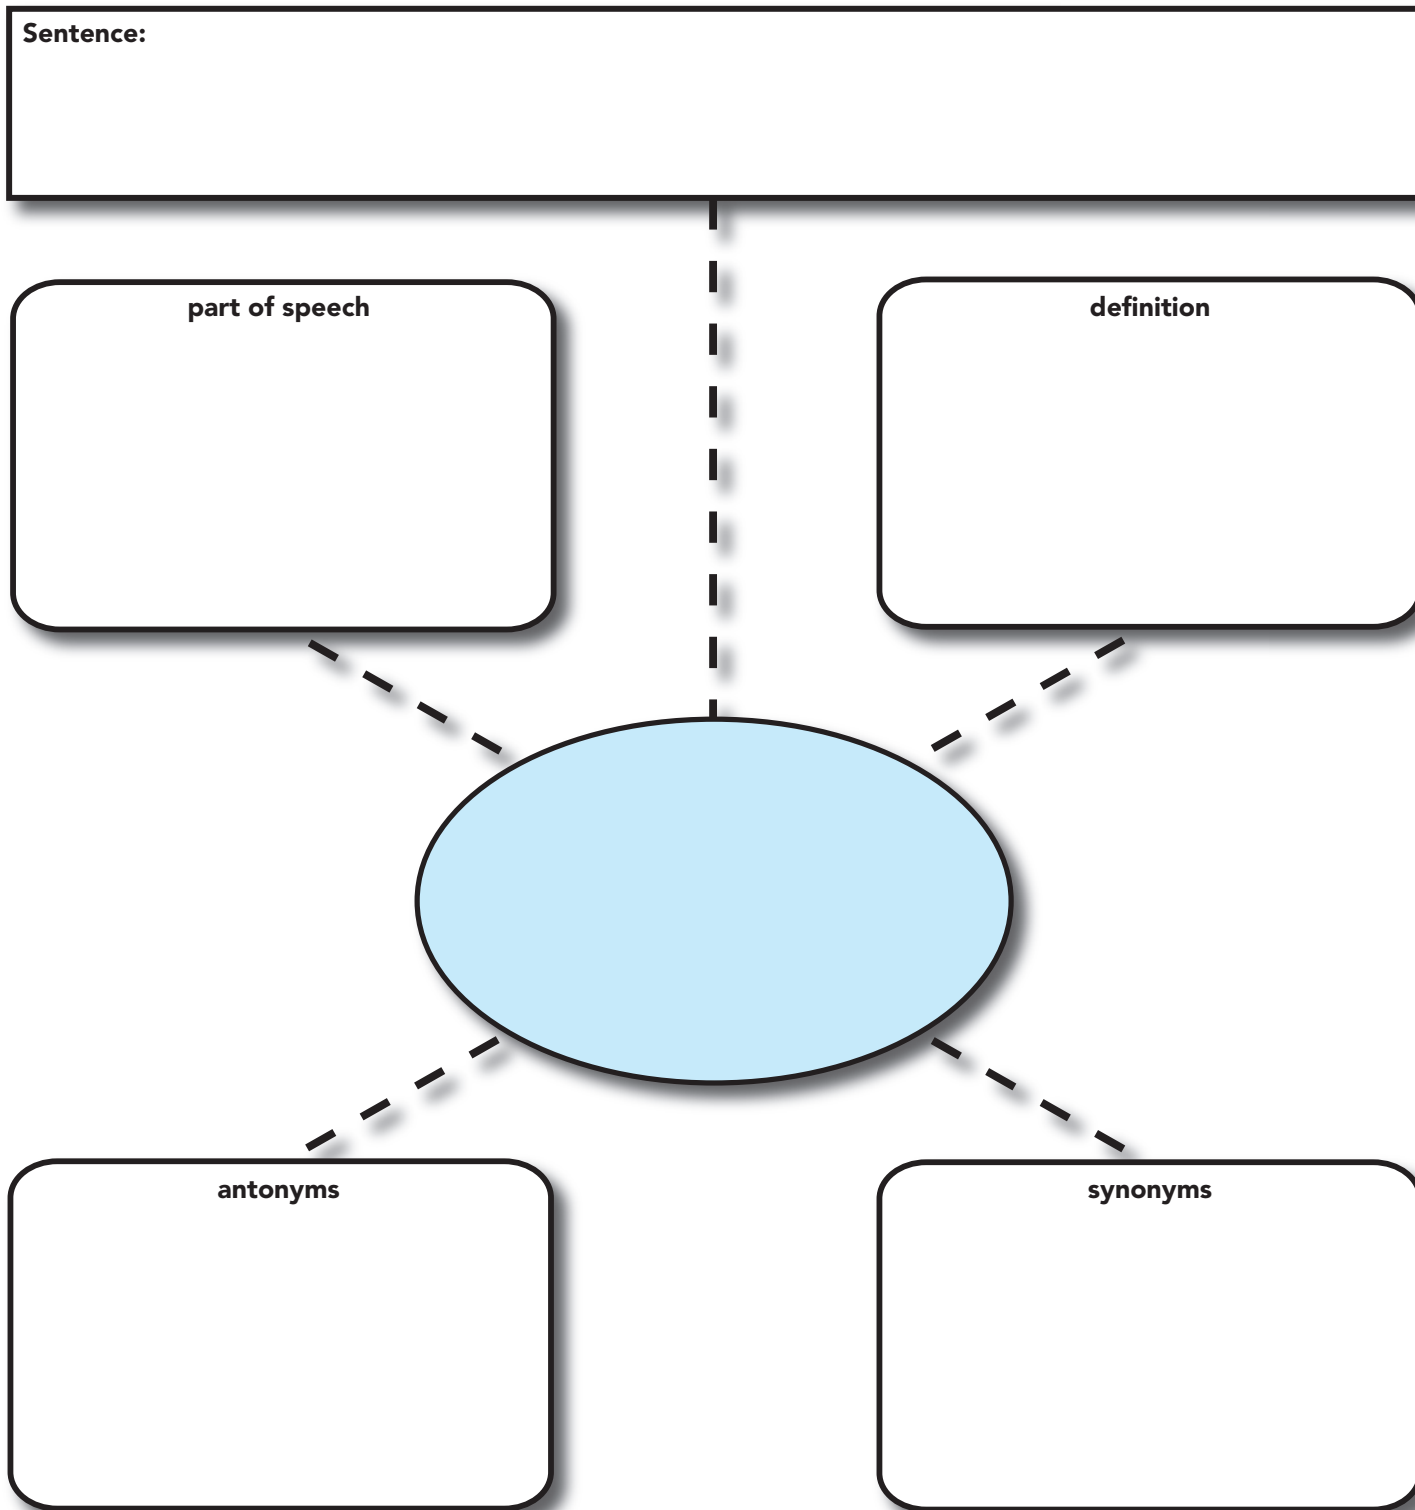 Sentence:
part of speech
definition
antonyms
synonyms